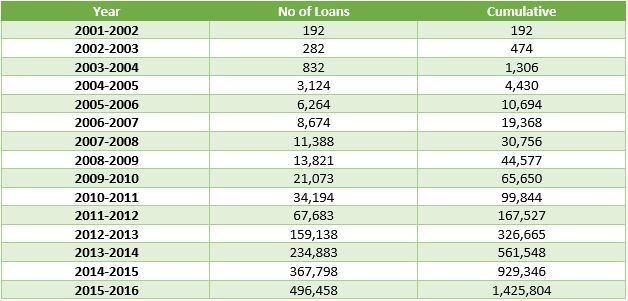 Year No of Loans Cumulative
2001-2002 192 192
2002-2003 282 474
2003-2004 832 1,306
2004-2005 3,124 4,430
2005-2006 6,264 10,694
2006-2007 8,674 19,368
2007-2008 11,388 30,756
2008-2009 13,821 44,577
2009-2010 21,073 65,650
2010-2011 34,194 99,844
2011-2012 67,683 167,527
2012-2013 159,138 326,665
2013-2014 234,883 561,548
2014-2015 367,798 929,346
2015-2016 496,458 1,425,804